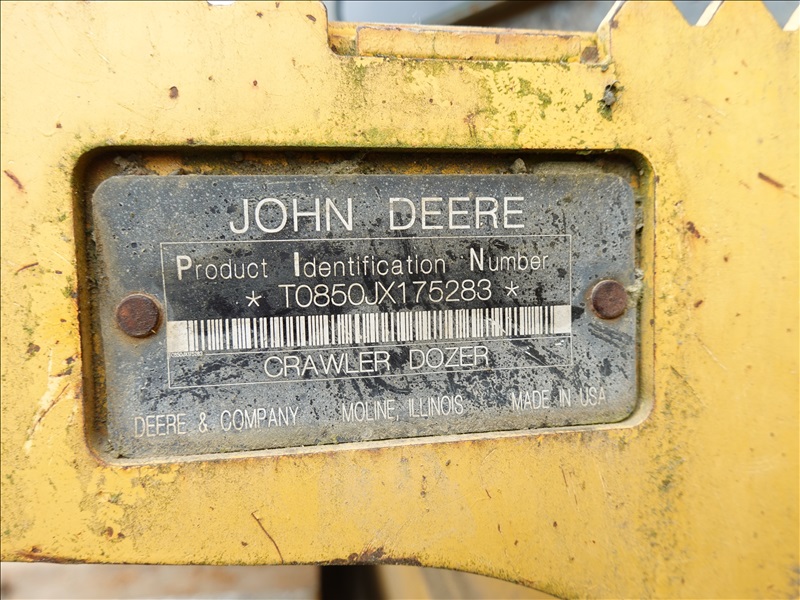 JOHN DEERE
Product Identification Number
* T0850JX175283 *
CRAWLER DOZER
DEERE & COMPANY MOLINE, ILLINOIS MADE IN USA